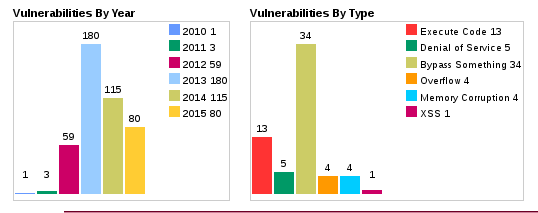 Vulnerabilities By Year
180
115
80
59
3
1
2010 1
2011 3
2012 59
2013 180
2014 115
2015 80
Vulnerabilities By Type
34
13
5
4
4
1
Execute Code 13
Denial of Service 5
Bypass Something 34
Overflow 4
Memory Corruption 4
XSS 1